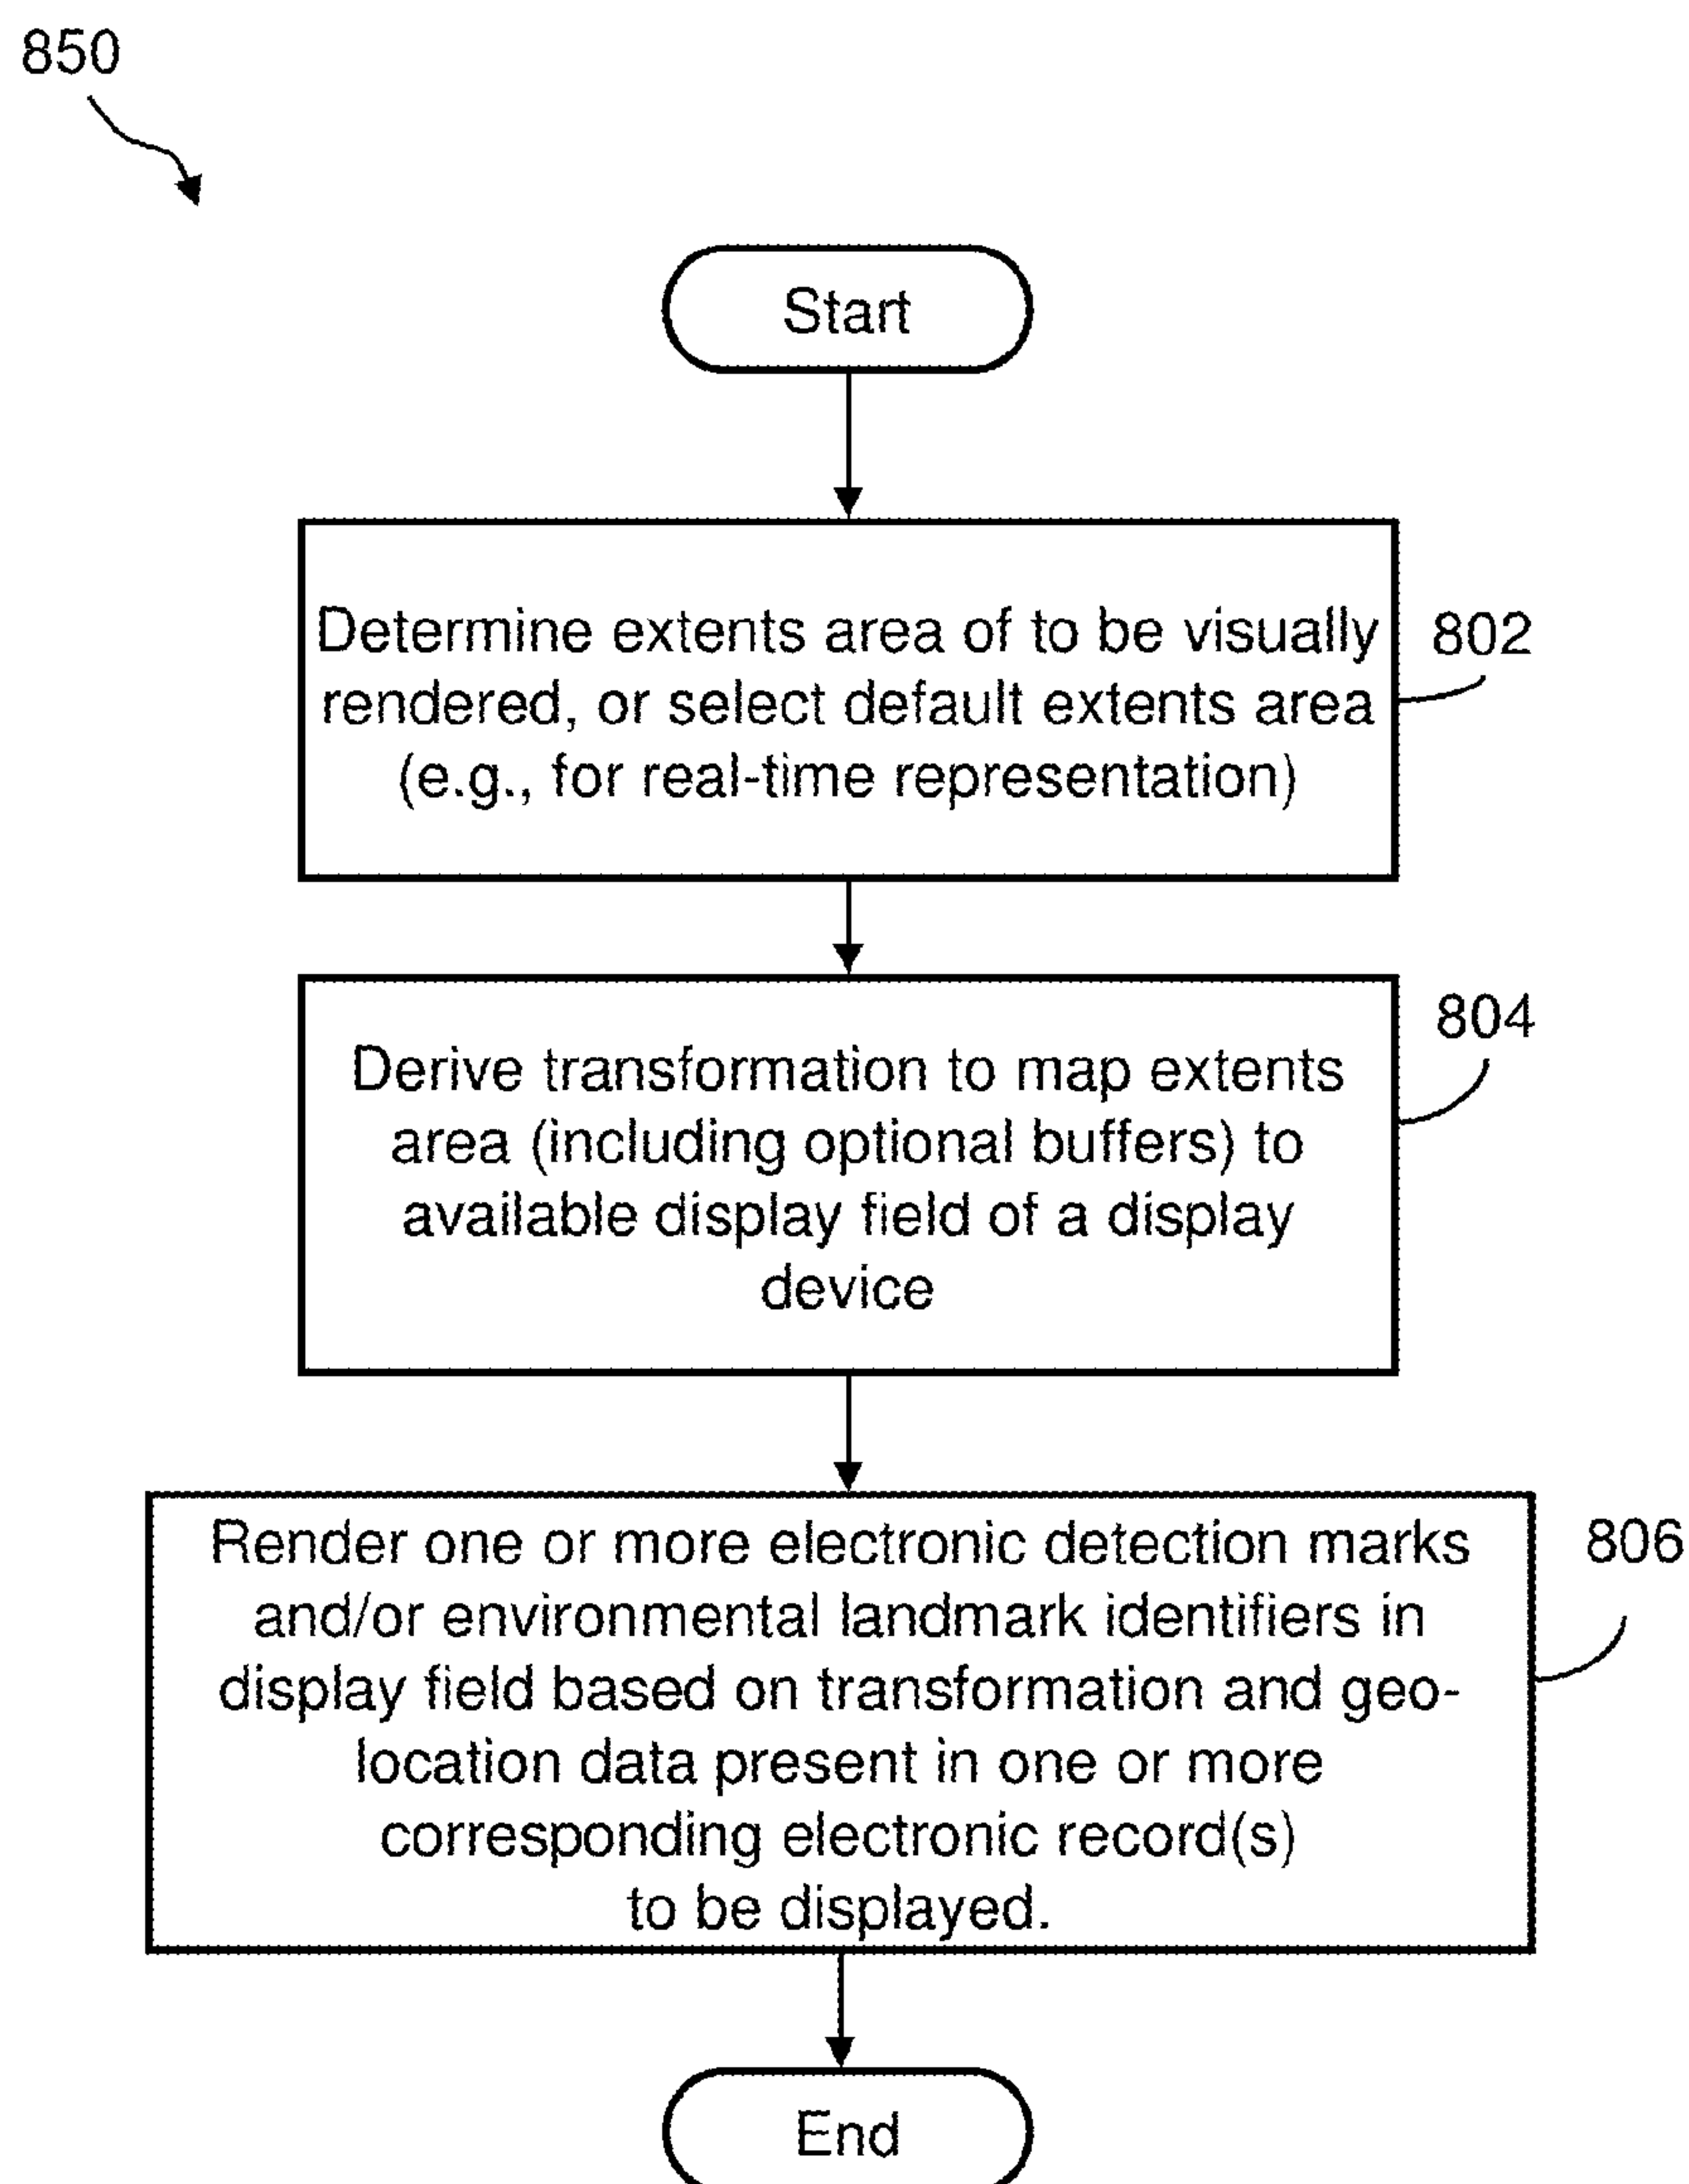 850
Start
Determine extents area of to be visually
rendered, or select default extents area
(e.g., for real-time representation)
802
Derive transformation to map extents
area (including optional buffers) to
available display field of a display
device
804
Render one or more electronic detection marks
and/or environmental landmark identifiers in
display field based on transformation and geo-
location data present in one or more
corresponding electronic record(s)
to be displayed.
806
End